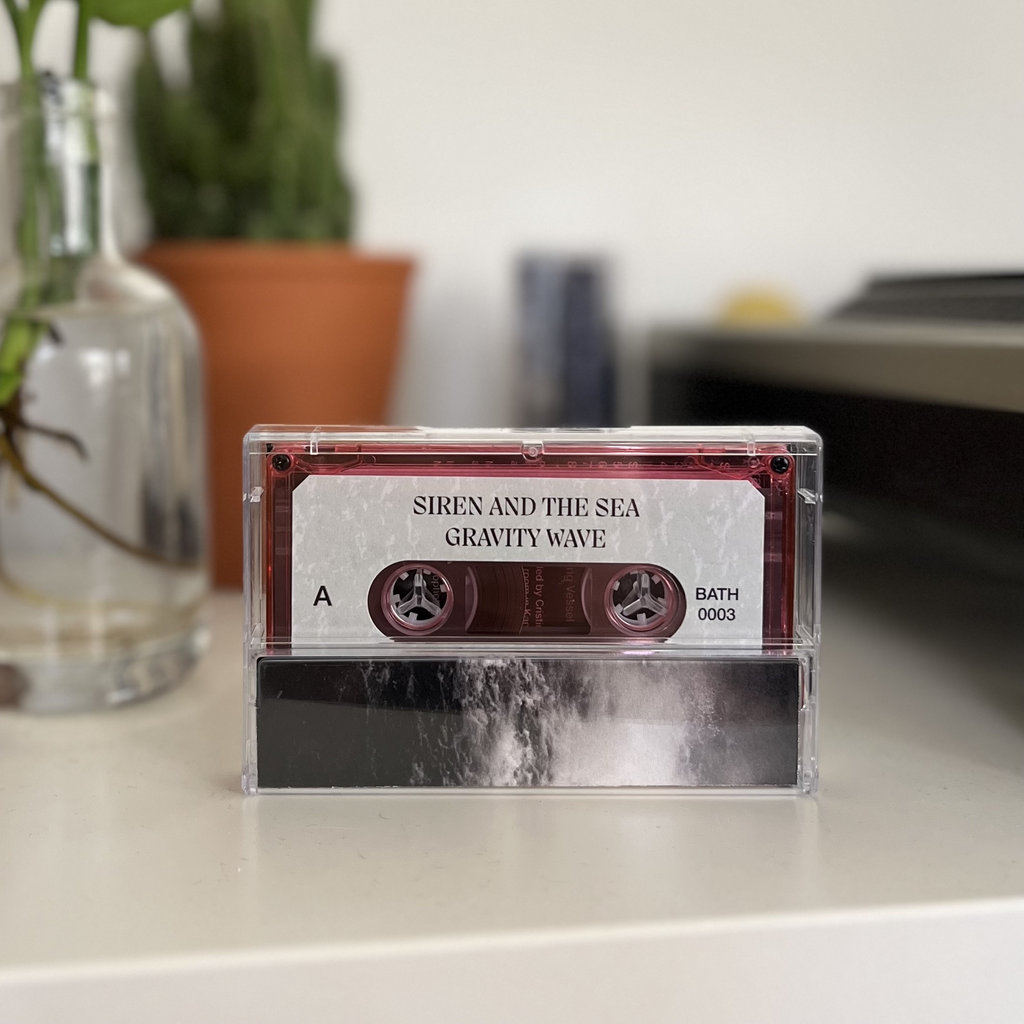 SIREN AND THE SEA
GRAVITY WAVE
A
BATH
0003